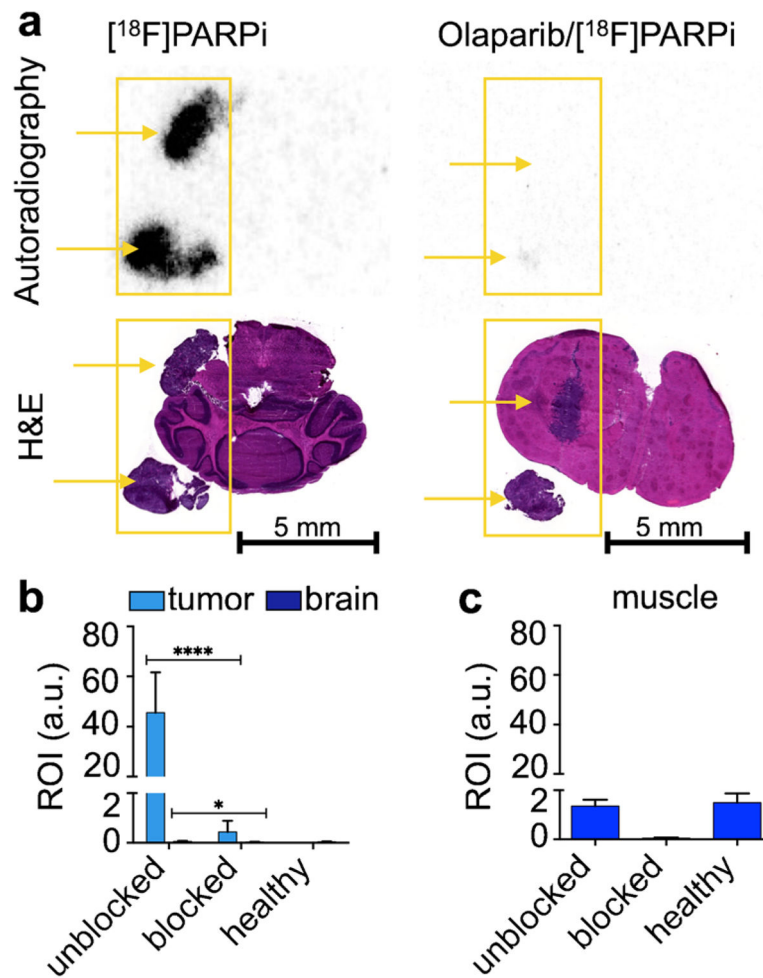 a
[¹⁸F]PARPi
Olaparib/[¹⁸F]PARPi
Autoradiography
H&E
5 mm
5 mm
b
tumor
brain
ROI (a.u.)
80
60
40
20
2
0
****
*
unblocked
blocked
healthy
c
muscle
ROI (a.u.)
80
60
40
20
2
0
unblocked
blocked
healthy